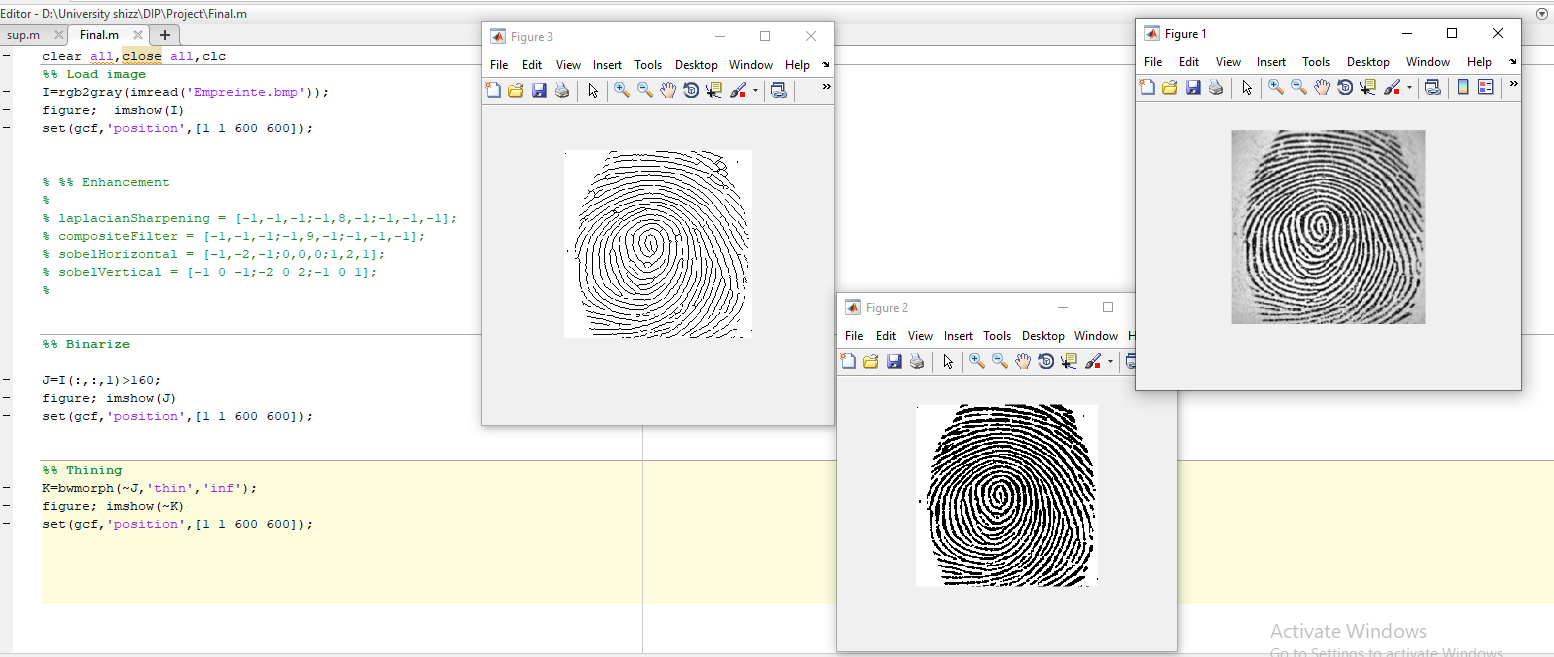 Editor - D:\University shizz\DIP\Project\Final.m
sup.m Final.m
clear all,close all,clc
%% Load image
I=rgb2gray(imread('Empreinte.bmp'));
figure;  imshow(I)
set(gcf,'position',[1 1 600 600]);
% %% Enhancement
%
% laplacianSharpening = [-1,-1,-1;-1,8,-1;-1,-1,-1];
% compositeFilter = [-1,-1,-1;-1,9,-1;-1,-1,-1];
% sobelHorizontal = [-1,-2,-1;0,0,0;1,2,1];
% sobelVertical = [-1 0 -1;-2 0 2;-1 0 1];
%
%% Binarize
J=I(:,:,1)>160;
figure; imshow(J)
set(gcf,'position',[1 1 600 600]);
%% Thining
K=bwmorph(~J,'thin','inf');
figure; imshow(~K)
set(gcf,'position',[1 1 600 600]);
Figure 3
File Edit View Insert Tools Desktop Window Help
Figure 2
File Edit View Insert Tools Desktop Window H
Figure 1
File Edit View Insert Tools Desktop Window Help
Activate Windows
Go to Settings to activate Windows.